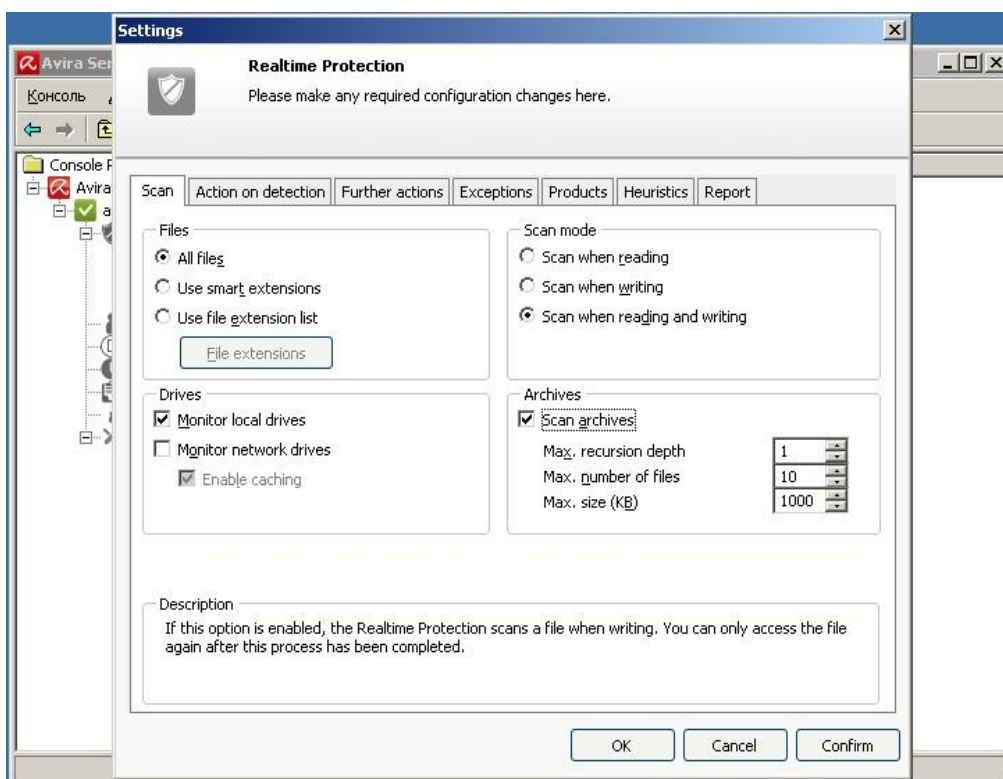 Settings
Avira Ser
Realtime Protection
Please make any required configuration changes here.
Консоль
Console
Avira
a
Scan
Action on detection
Further actions
Exceptions
Products
Heuristics
Report
Files
All files
Use smart extensions
Use file extension list
File extensions
Scan mode
Scan when reading
Scan when writing
Scan when reading and writing
Drives
Monitor local drives
Monitor network drives
Enable caching
Archives
Scan archives
Max. recursion depth 1
Max. number of files 10
Max. size (KB) 1000
Description
If this option is enabled, the Realtime Protection scans a file when writing. You can only access the file
again after this process has been completed.
OK
Cancel
Confirm